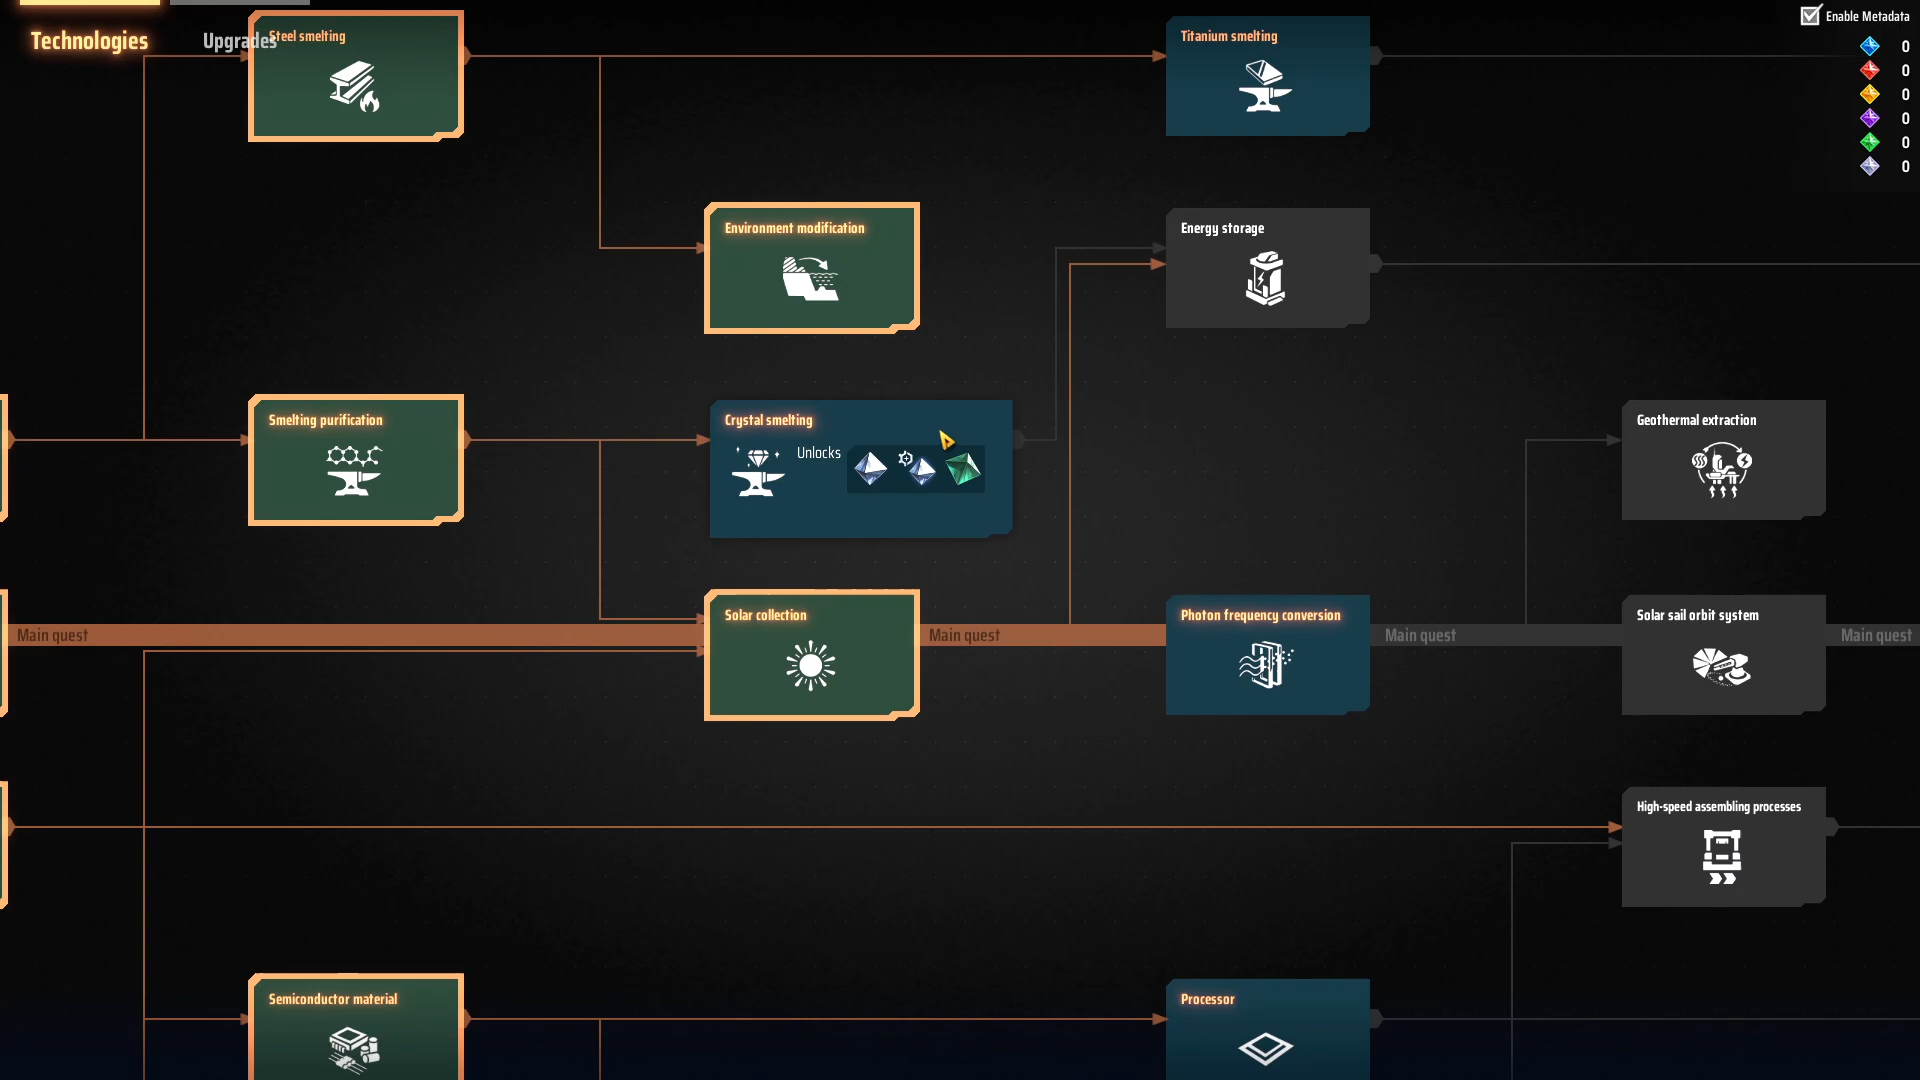 Technologies
Upgrades
Steel smelting
Titanium smelting
Enable Metadata
0
0
0
0
0
0
Environment modification
Energy storage
Smelting purification
Crystal smelting
Unlocks
Geothermal extraction
Solar collection
Photon frequency conversion
Solar sail orbit system
Main quest
Main quest
Main quest
Main quest
High-speed assembling processes
Semiconductor material
Processor